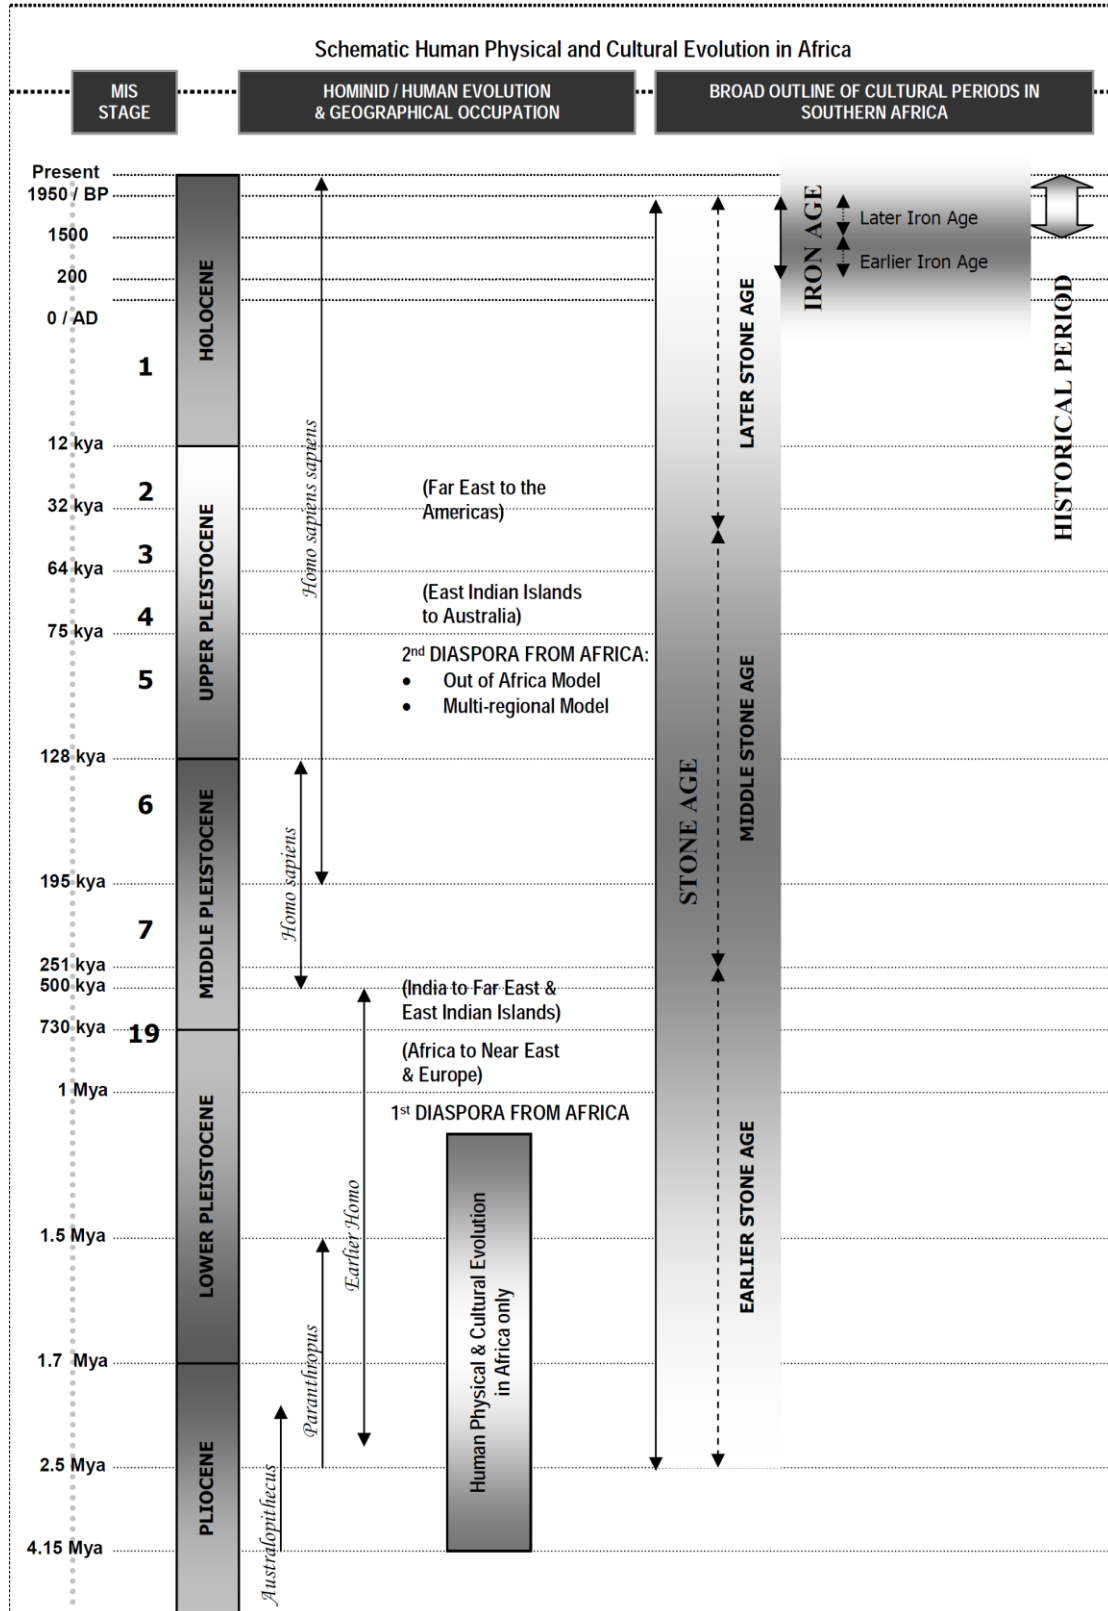 Schematic Human Physical and Cultural Evolution in Africa
MIS
STAGE
HOMINID / HUMAN EVOLUTION
& GEOGRAPHICAL OCCUPATION
BROAD OUTLINE OF CULTURAL PERIODS IN
SOUTHERN AFRICA
Present
1950 / BP
1500
200
0 / AD
12 kya
32 kya
64 kya
75 kya
128 kya
195 kya
251 kya
500 kya
730 kya
1 Mya
1.5 Mya
1.7 Mya
2.5 Mya
4.15 Mya
1
2
3
4
5
6
7
19
HOLOCENE
UPPER PLEISTOCENE
MIDDLE PLEISTOCENE
LOWER PLEISTOCENE
PLIOCENE
Homo sapiens sapiens
Homo sapiens
Earlier Homo
Paranthropus
Australopithecus
(Far East to the
Americas)
(East Indian Islands
to Australia)
2nd DIASPORA FROM AFRICA:
• Out of Africa Model
• Multi-regional Model
(India to Far East &
East Indian Islands)
(Africa to Near East
& Europe)
1st DIASPORA FROM AFRICA
Human Physical & Cultural Evolution
in Africa only
STONE AGE
LATER STONE AGE
MIDDLE STONE AGE
EARLIER STONE AGE
IRON AGE
Later Iron Age
Earlier Iron Age
HISTORICAL PERIOD